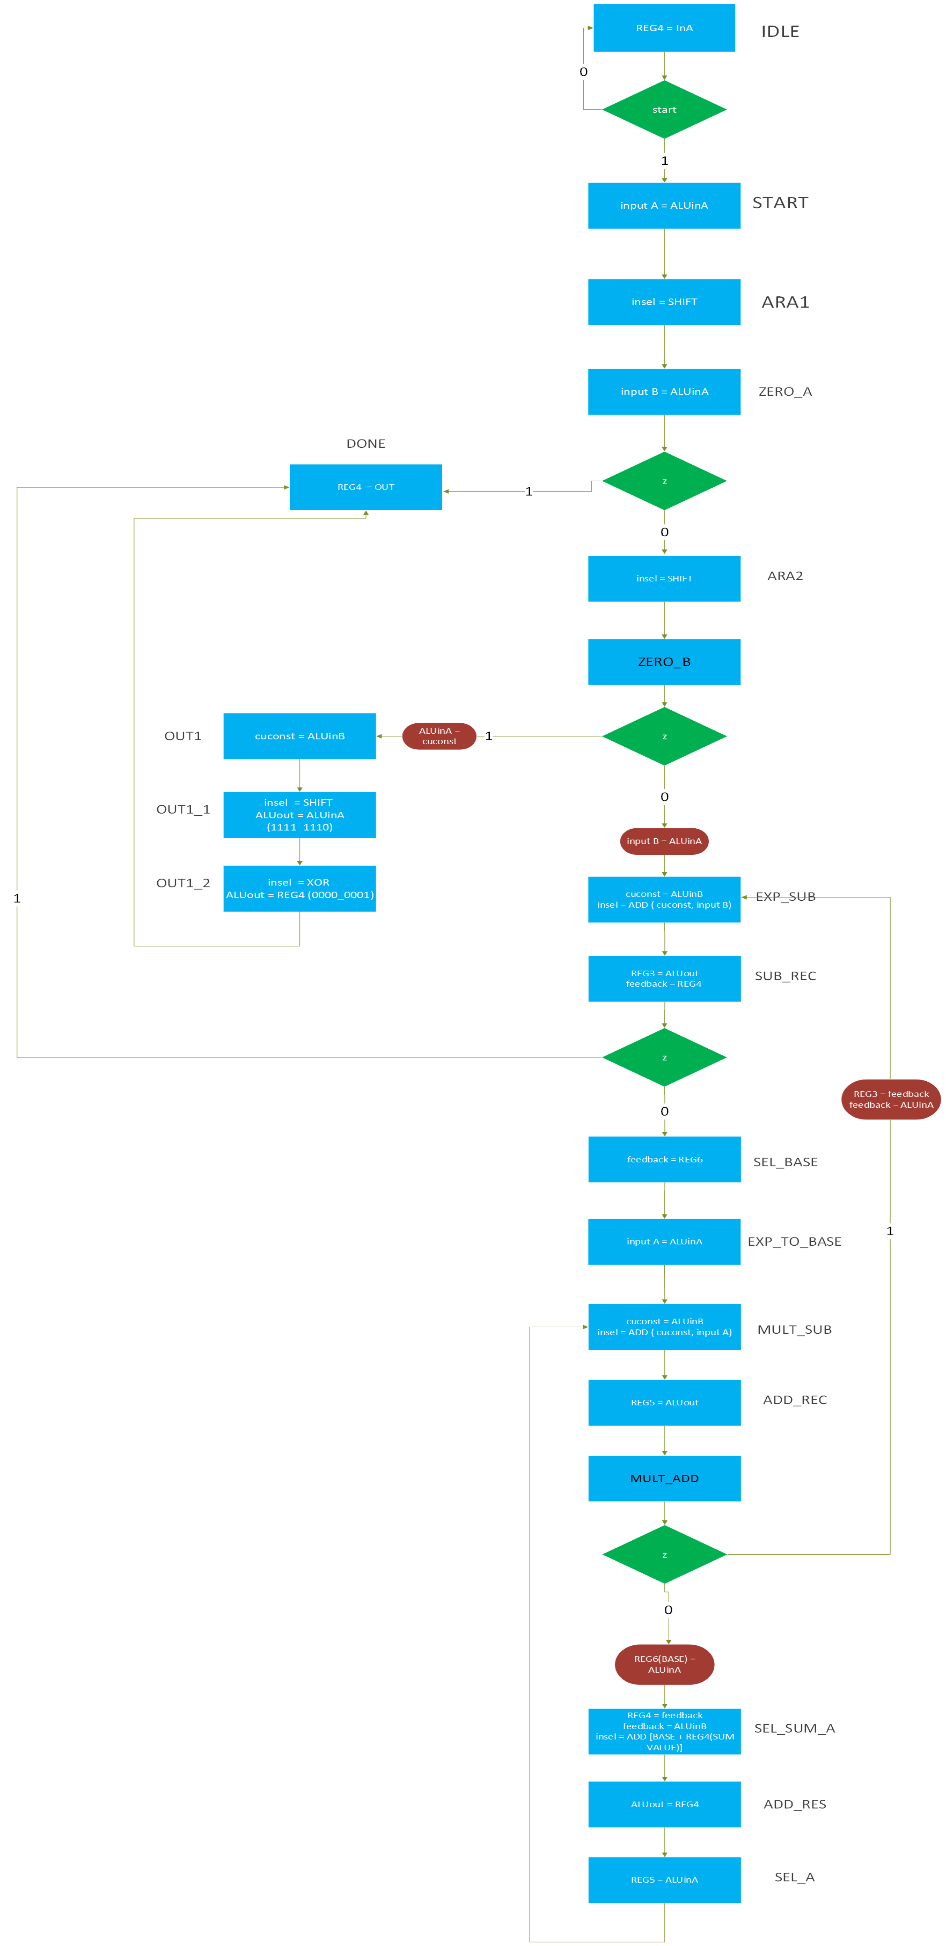 REG4 = InA
IDLE
0
start
1
input A = ALUinA
START
insel = SHIFT
ARA1
input B = ALUinA
ZERO_A
DONE
REG4 = OUT
1
z
0
insel = SHIFT
ARA2
ZERO_B
OUT1
cuconst = ALUinB
ALUinA =
cuconst
1
z
0
OUT1_1
insel = SHIFT
ALUout = ALUinA
(1111_1110)
input B = ALUinA
OUT1_2
insel = XOR
ALUout = REG4 (0000_0001)
1
cuconst = ALUinB
insel = ADD ( cuconst, input B)
EXP_SUB
REG3 = ALUout
feedback = REG4
SUB_REC
z
0
REG3 = feedback
feedback = ALUinA
feedback = REG6
SEL_BASE
1
input A = ALUinA
EXP_TO_BASE
cuconst = ALUinB
insel = ADD ( cuconst, input A)
MULT_SUB
REG5 = ALUout
ADD_REC
MULT_ADD
z
0
REG6(BASE) =
ALUinA
REG4 = feedback
feedback = ALUinB
insel = ADD [BASE + REG4(SUM
VALUE)]
SEL_SUM_A
ALUout = REG4
ADD_RES
REG5 = ALUinA
SEL_A